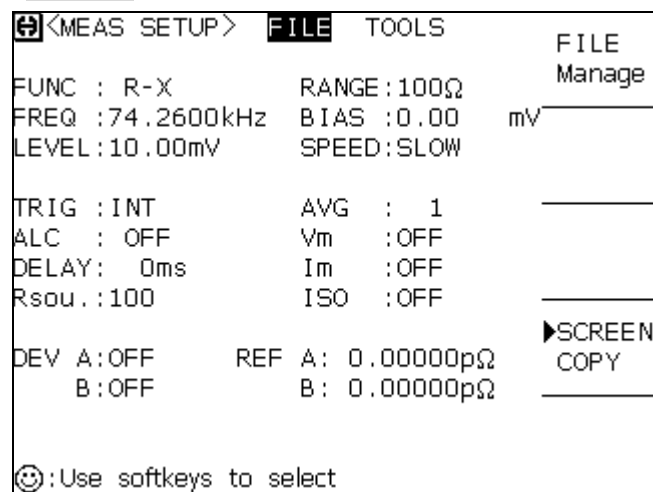 <MEAS SETUP> FILE TOOLS
FILE
Manage
FUNC : R-X RANGE:100Ω
FREQ :74.2600kHz BIAS :0.00 mV
LEVEL:10.00mV SPEED:SLOW
TRIG :INT AVG : 1
ALC : OFF Vm :OFF
DELAY: 0ms Im :OFF
Rsou.:100 ISO :OFF
▶SCREEN
COPY
DEV A:OFF REF A: 0.00000pΩ
B:OFF B: 0.00000pΩ
☺:Use softkeys to select